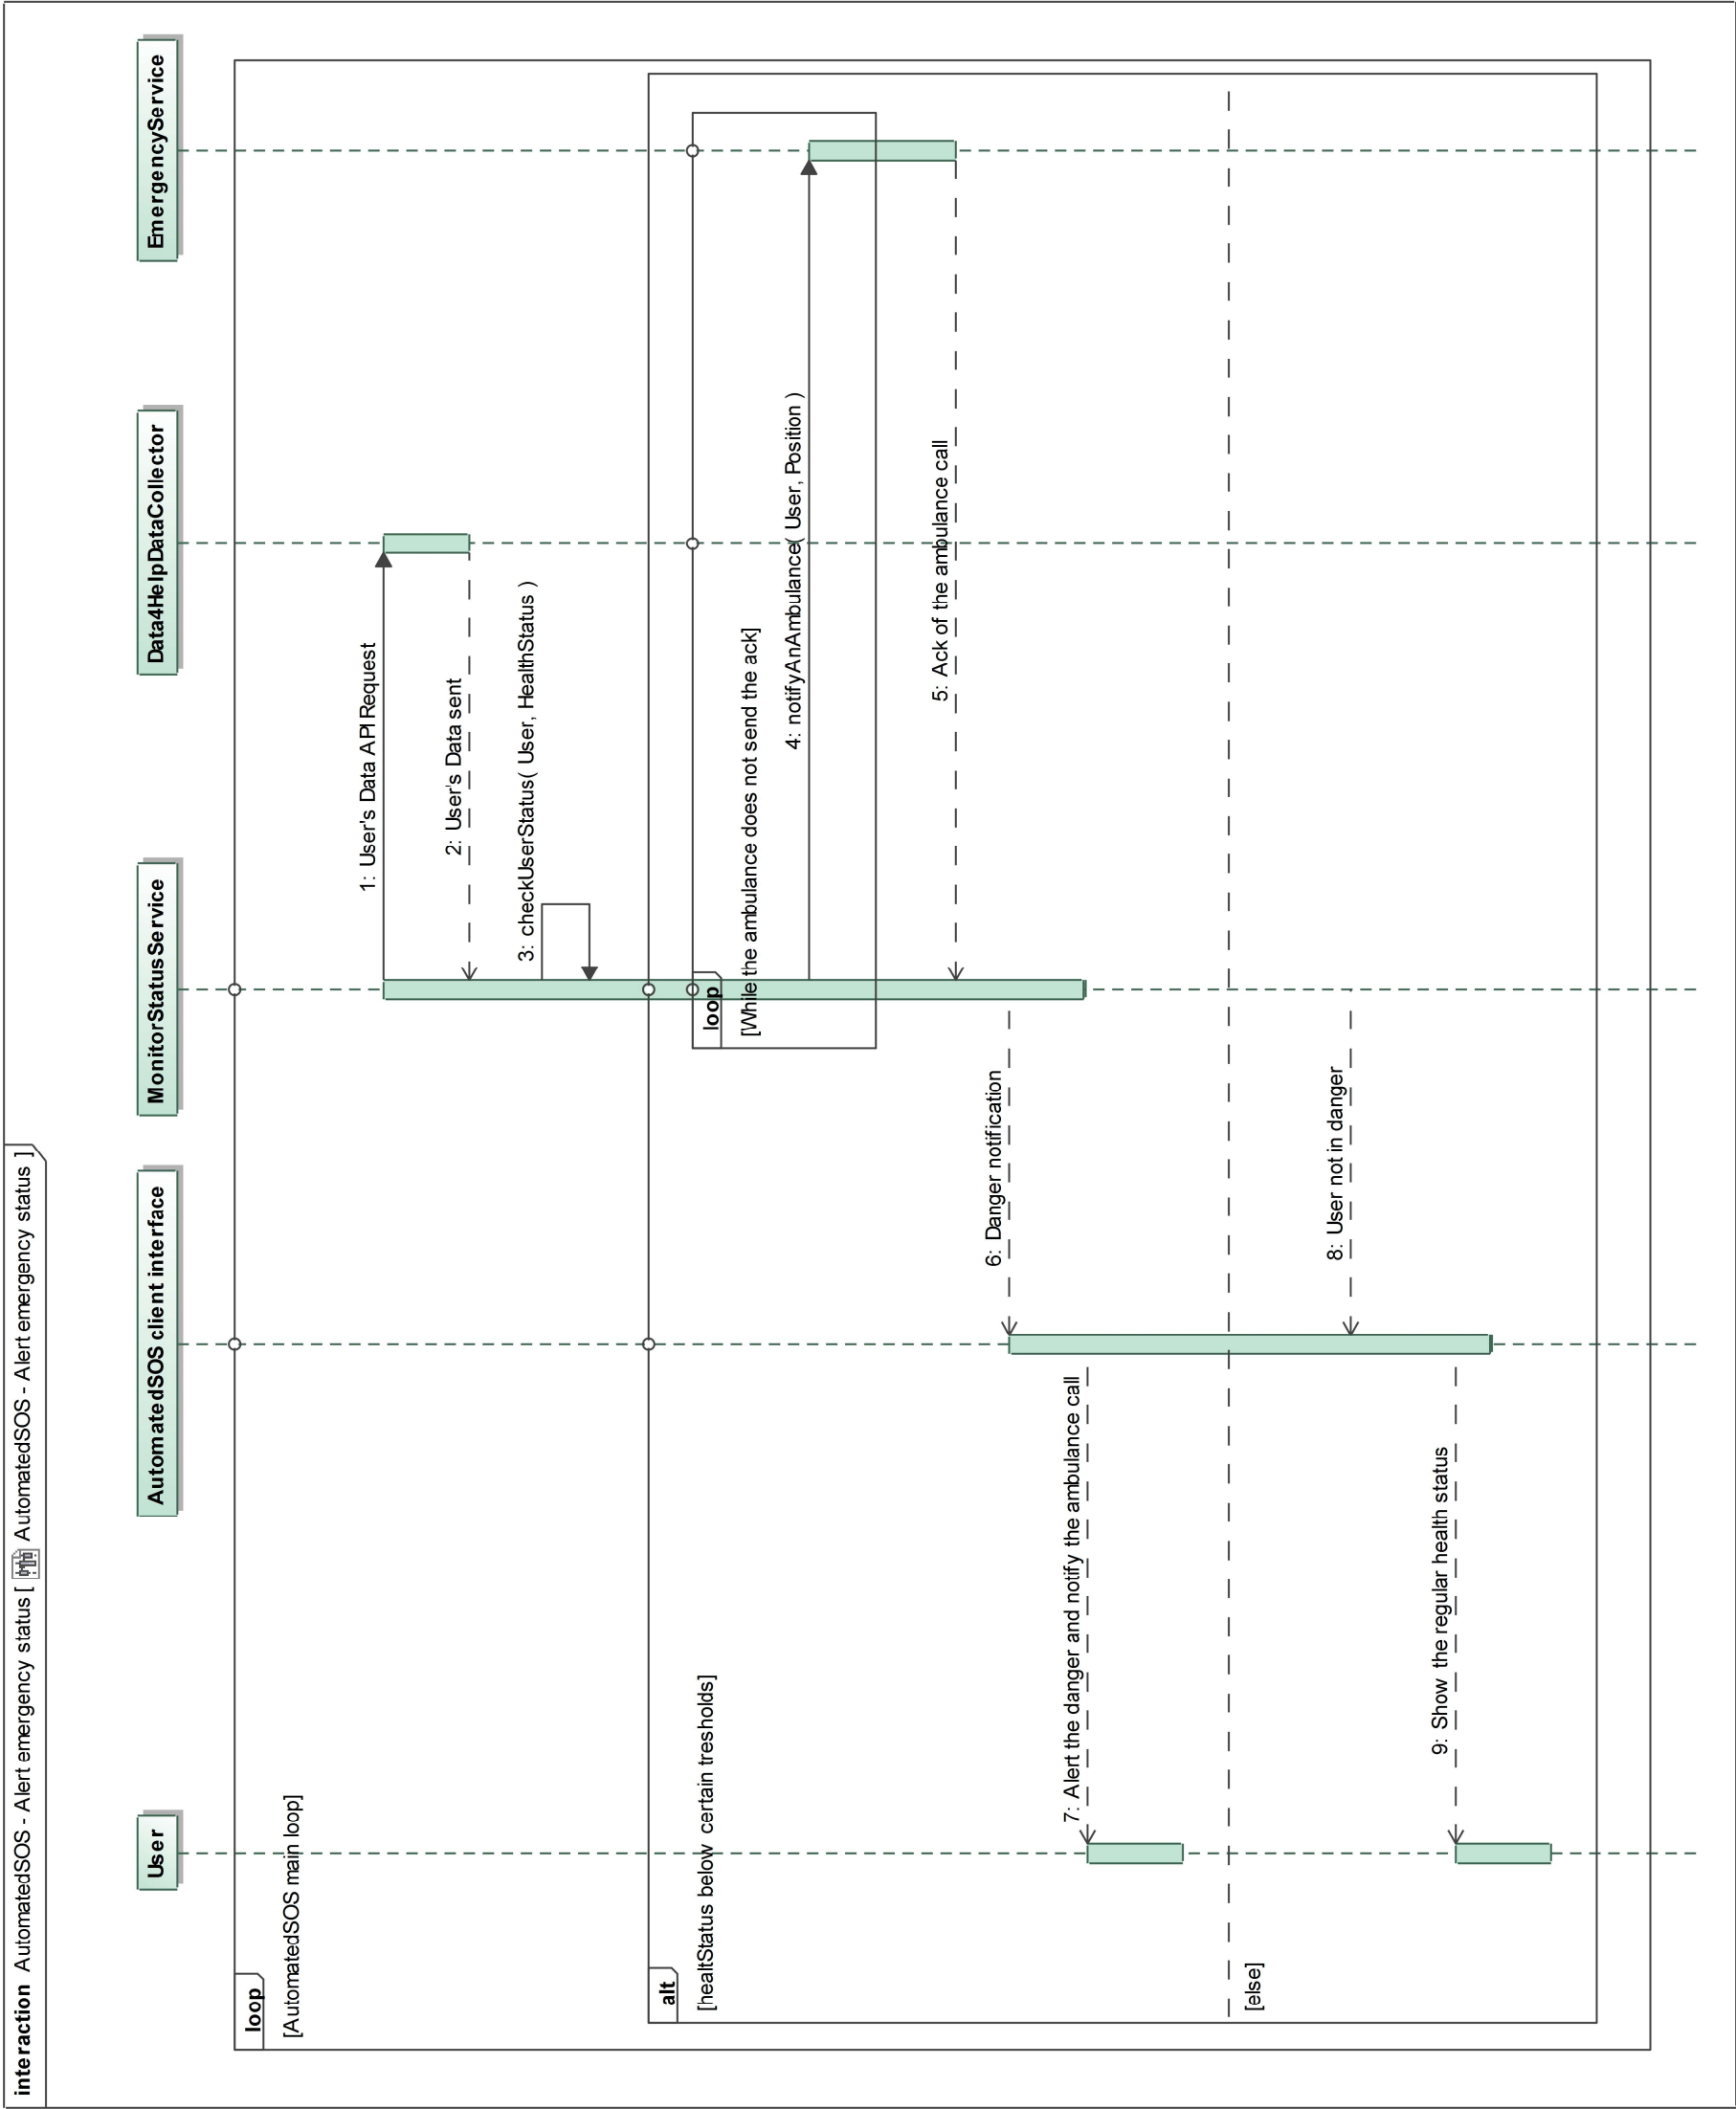 interaction AutomatedSOS - Alert emergency status [ AutomatedSOS - Alert emergency status ]
User
AutomatedSOS client interface
MonitorStatusService
Data4HelpDataCollector
EmergencyService
loop
[AutomatedSOS main loop]
1: User's Data API Request
2: User's Data sent
3: checkUserStatus( User, HealthStatus )
alt
[healtStatus below certain tresholds]
loop
[While the ambulance does not send the ack]
4: notifyAnAmbulance( User, Position )
5: Ack of the ambulance call
6: Danger notification
7: Alert the danger and notify the ambulance call
[else]
8: User not in danger
9: Show the regular health status